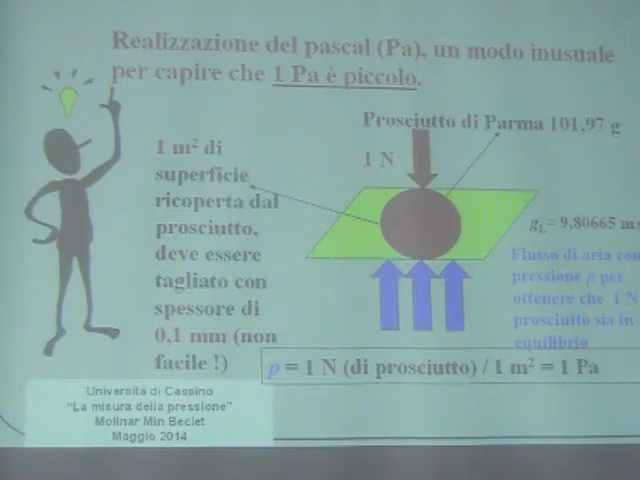 Realizzazione del pascal (Pa), un modo inusuale
per capire che 1 Pa è piccolo.
Prosciutto di Parma 101,97 g
1 N
1 m² di
superficie
ricoperta dal
prosciutto,
deve essere
tagliato con
spessore di
0,1 mm (non
facile !)
gL= 9,80665 m
Flusso di aria con
pressione p per
ottenere che 1 N
prosciutto sia in
equilibrio
p = 1 N (di prosciutto) / 1 m² = 1 Pa
Università di Cassino
"La misura della pressione"
Molinar Min Beciet
Maggio 2014